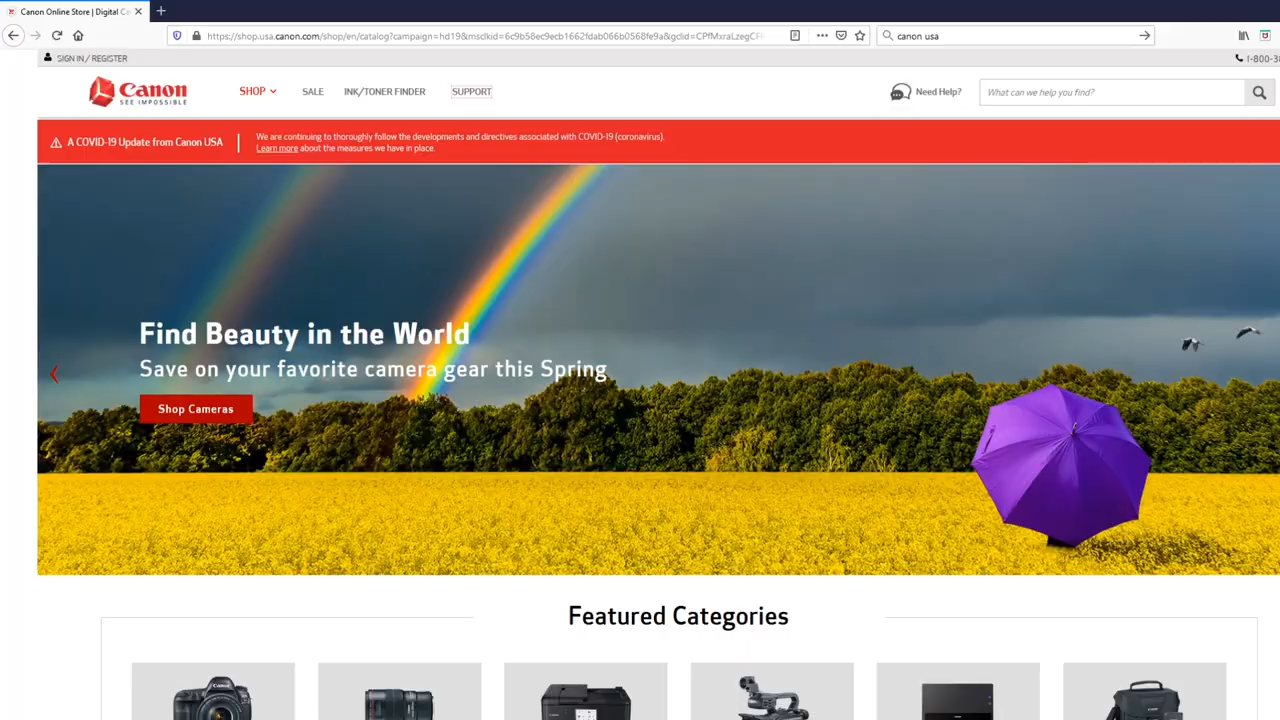 Canon Online Store | Digital Ca
SIGN IN / REGISTER
https://shop.usa.canon.com/shop/en/catalog?campaign=hd19&msclkid=6c9b58ec9ecb1662fdab066b0568fe9a&gclid=CPfMxraLzegCF
canon usa
1-800-38
Canon
SEE IMPOSSIBLE
SHOP
SALE
INK/TONER FINDER
SUPPORT
Need Help?
What can we help you find?
A COVID-19 Update from Canon USA
We are continuing to thoroughly follow the developments and directives associated with COVID-19 (coronavirus).
Learn more about the measures we have in place.
Find Beauty in the World
Save on your favorite camera gear this Spring
Shop Cameras
Featured Categories
Canon